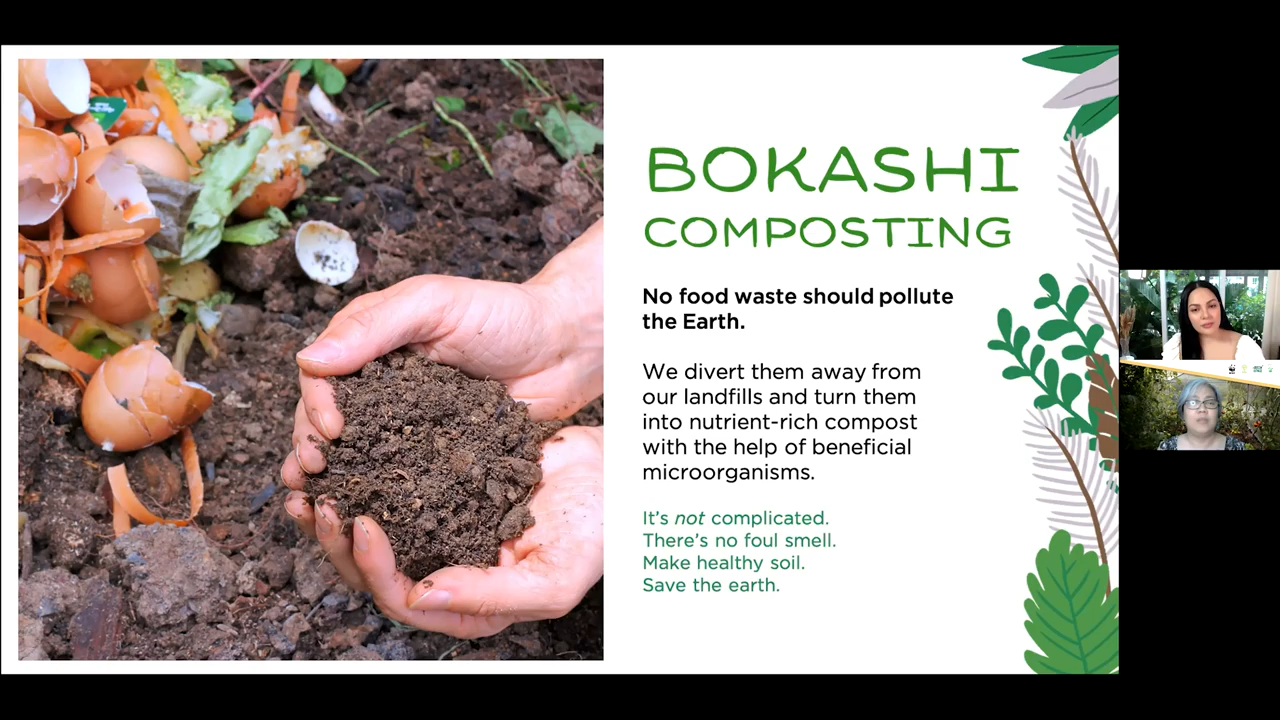 BOKASHI
COMPOSTING
No food waste should pollute
the Earth.
We divert them away from
our landfills and turn them
into nutrient-rich compost
with the help of beneficial
microorganisms.
It's not complicated.
There's no foul smell.
Make healthy soil.
Save the earth.